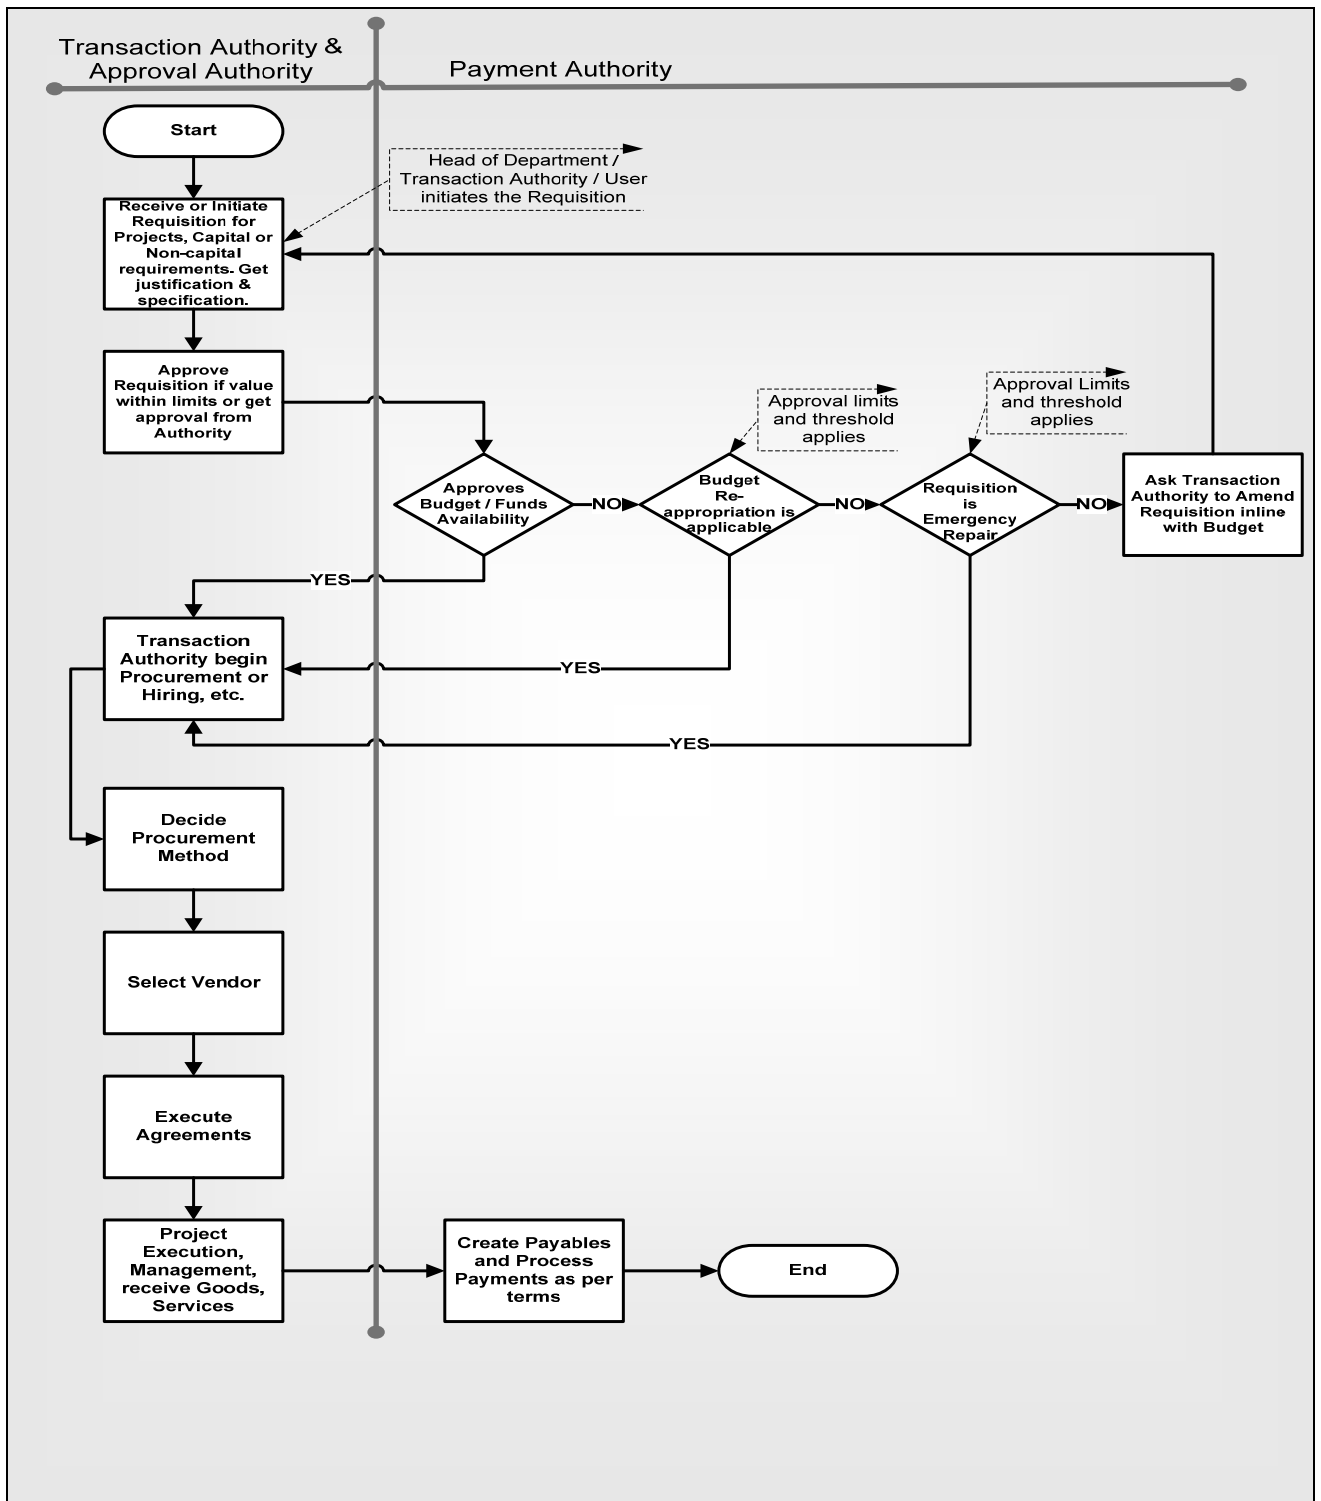 Transaction Authority &
Approval Authority
Payment Authority
Start
Head of Department /
Transaction Authority / User
initiates the Requisition
Receive or Initiate
Requisition for
Projects, Capital or
Non-capital
requirements. Get
justification &
specification.
Approve
Requisition if value
within limits or get
approval from
Authority
Approval limits
and threshold
applies
Approval Limits
and threshold
applies
Approves
Budget / Funds
Availability
NO
Budget
Re-
appropriation is
applicable
NO
Requisition
is
Emergency
Repair
NO
Ask Transaction
Authority to Amend
Requisition inline
with Budget
YES
Transaction
Authority begin
Procurement or
Hiring, etc.
YES
YES
Decide
Procurement
Method
Select Vendor
Execute
Agreements
Project
Execution,
Management,
receive Goods,
Services
Create Payables
and Process
Payments as per
terms
End